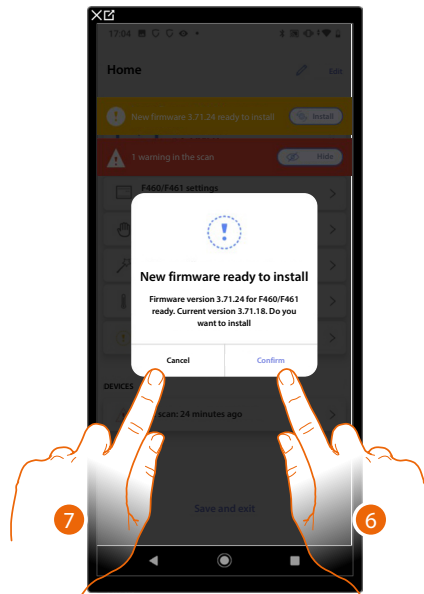 17:04
Home
Edit
New firmware 3.71.24 ready to install
Install
1 warning in the scan
Hide
F460/F461 settings
New firmware ready to install
Firmware version 3.71.24 for F460/F461
ready. Current version 3.71.18. Do you
want to install
Cancel
Confirm
DEVICES
scan: 24 minutes ago
Save and exit
7
6